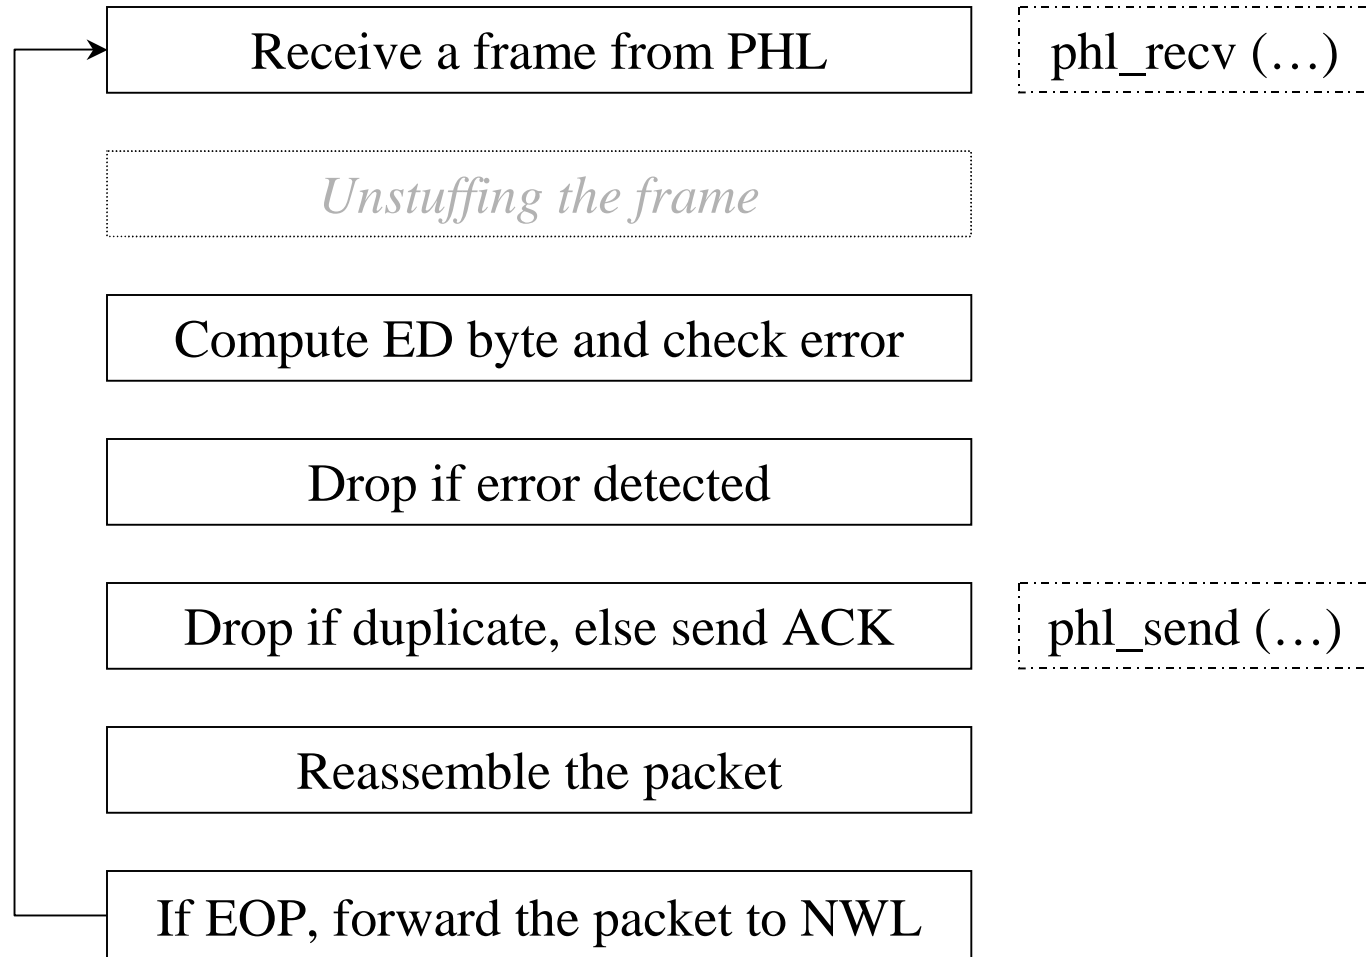 Receive a frame from PHL
phl_recv (…)
Unstuffing the frame
Compute ED byte and check error
Drop if error detected
Drop if duplicate, else send ACK
phl_send (…)
Reassemble the packet
If EOP, forward the packet to NWL